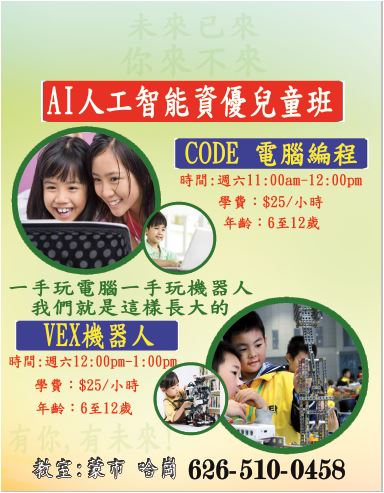 未來已來
你來不來
AI人工智能資優兒童班
CODE 電腦編程
時間:週六11:00am-12:00pm
學費：$25/小時
年齡：6至12歲
一手玩電腦一手玩機器人
我們就是這樣長大的
VEX機器人
時間:週六12:00pm-1:00pm
學費：$25/小時
年齡：6至12歲
有你,有未來!
教室:蒙市 哈崗 626-510-0458